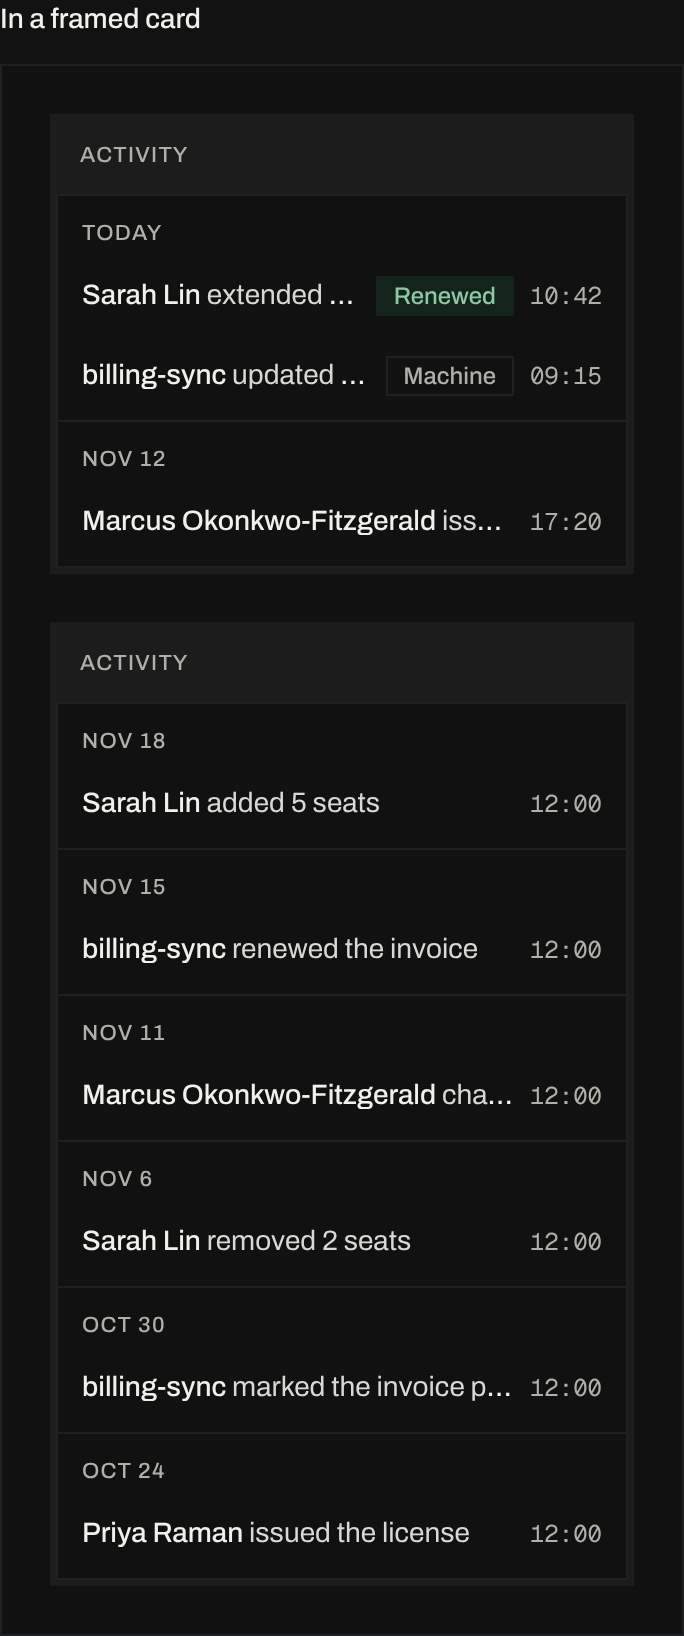 In a framed card
ACTIVITY
TODAY
Sarah Lin extended ... Renewed 10:42
billing-sync updated ... Machine 09:15
NOV 12
Marcus Okonkwo-Fitzgerald iss... 17:20
ACTIVITY
NOV 18
Sarah Lin added 5 seats 12:00
NOV 15
billing-sync renewed the invoice 12:00
NOV 11
Marcus Okonkwo-Fitzgerald cha... 12:00
NOV 6
Sarah Lin removed 2 seats 12:00
OCT 30
billing-sync marked the invoice p... 12:00
OCT 24
Priya Raman issued the license 12:00